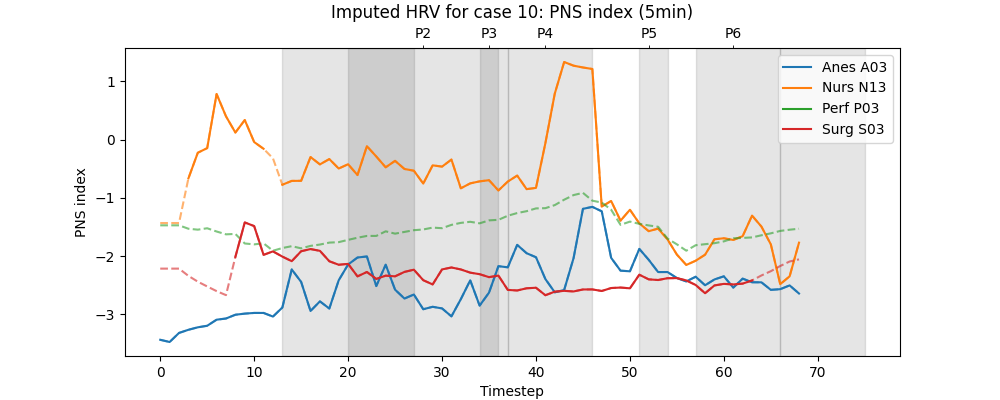 Imputed HRV for case 10: PNS index (5min)
P2 P3 P4 P5 P6
PNS index
1
0
−1
−2
−3
Anes A03
Nurs N13
Perf P03
Surg S03
0 10 20 30 40 50 60 70
Timestep